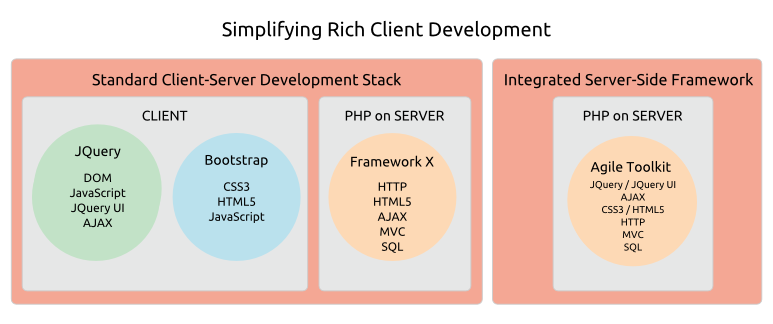 Simplifying Rich Client Development
Standard Client-Server Development Stack
CLIENT
JQuery
DOM
JavaScript
JQuery UI
AJAX
Bootstrap
CSS3
HTML5
JavaScript
PHP on SERVER
Framework X
HTTP
HTML5
AJAX
MVC
SQL
Integrated Server-Side Framework
PHP on SERVER
Agile Toolkit
JQuery / JQuery UI
AJAX
CSS3 / HTML5
HTTP
MVC
SQL